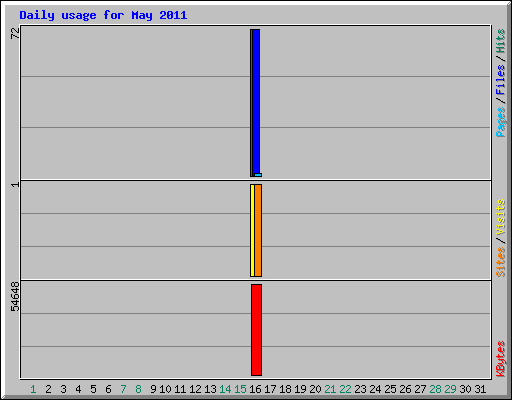 Daily usage for May 2011
72
Pages / Files / Hits
1
Sites / Visits
54648
KBytes
1 2 3 4 5 6 7 8 9 10 11 12 13 14 15 16 17 18 19 20 21 22 23 24 25 26 27 28 29 30 31